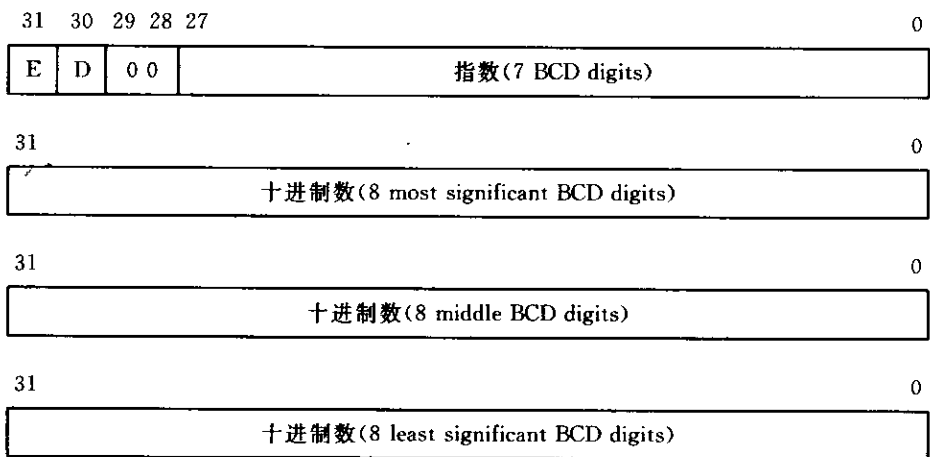 31 30 29 28 27 0
E D 0 0 指数(7 BCD digits)
31 0
十进制数(8 most significant BCD digits)
31 0
十进制数(8 middle BCD digits)
31 0
十进制数(8 least significant BCD digits)